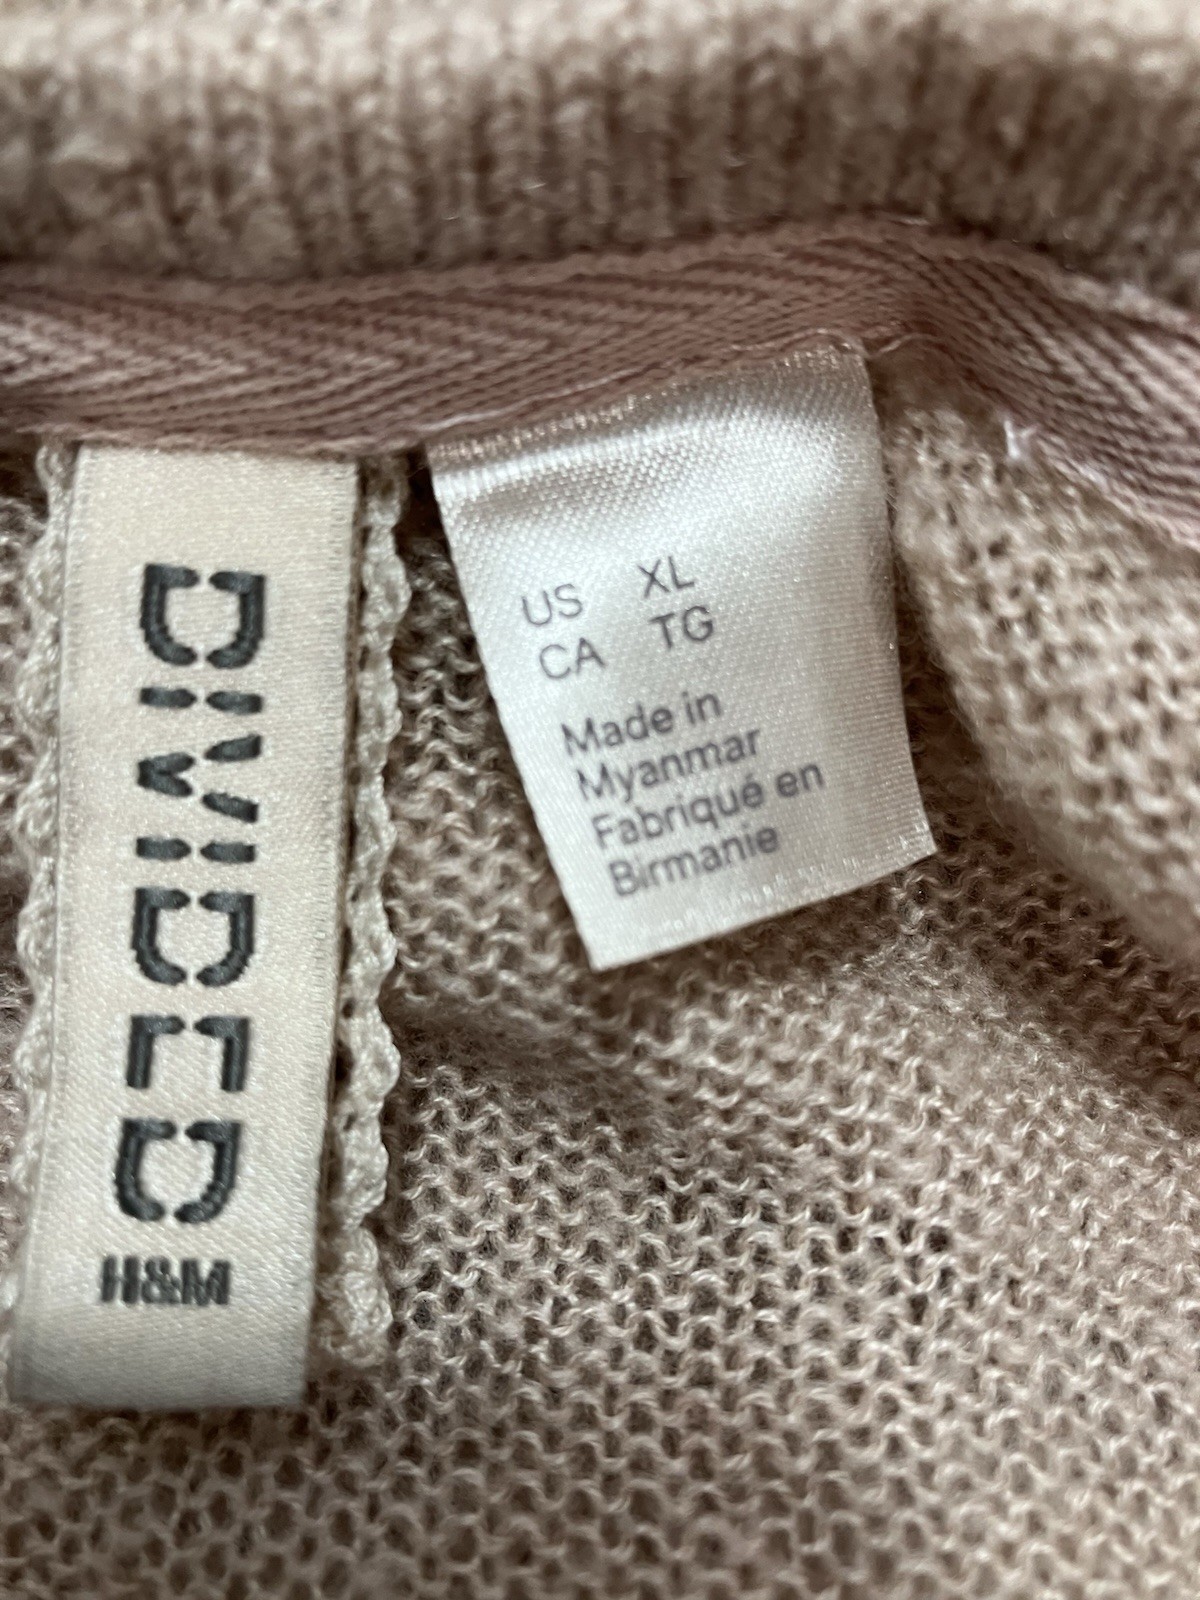 DIVIDED
H&M
US XL
CA TG
Made in
Myanmar
Fabriqué en
Birmanie